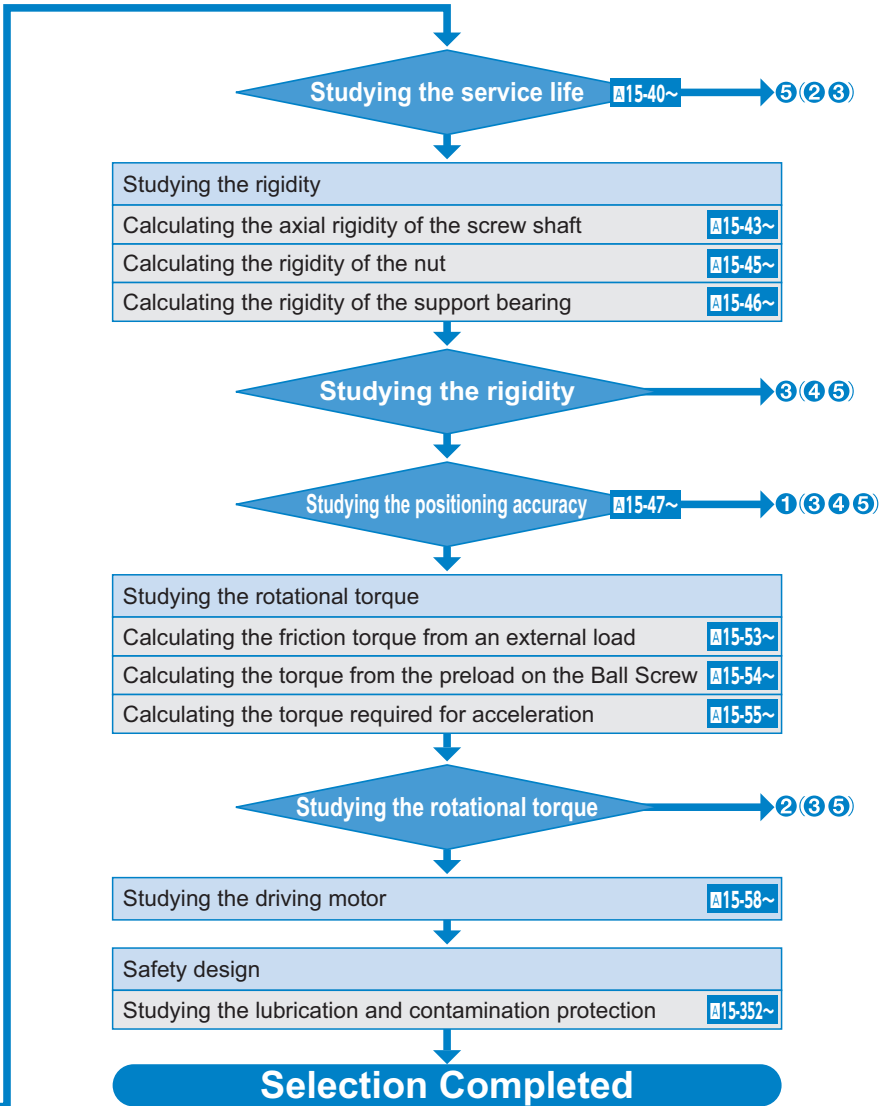 Studying the service life A15-40~ ❺(❷❸)
Studying the rigidity
Calculating the axial rigidity of the screw shaft A15-43~
Calculating the rigidity of the nut A15-45~
Calculating the rigidity of the support bearing A15-46~
Studying the rigidity ❸(❹❺)
Studying the positioning accuracy A15-47~ ❶(❸❹❺)
Studying the rotational torque
Calculating the friction torque from an external load A15-53~
Calculating the torque from the preload on the Ball Screw A15-54~
Calculating the torque required for acceleration A15-55~
Studying the rotational torque ❷(❸❺)
Studying the driving motor A15-58~
Safety design
Studying the lubrication and contamination protection A15-352~
Selection Completed